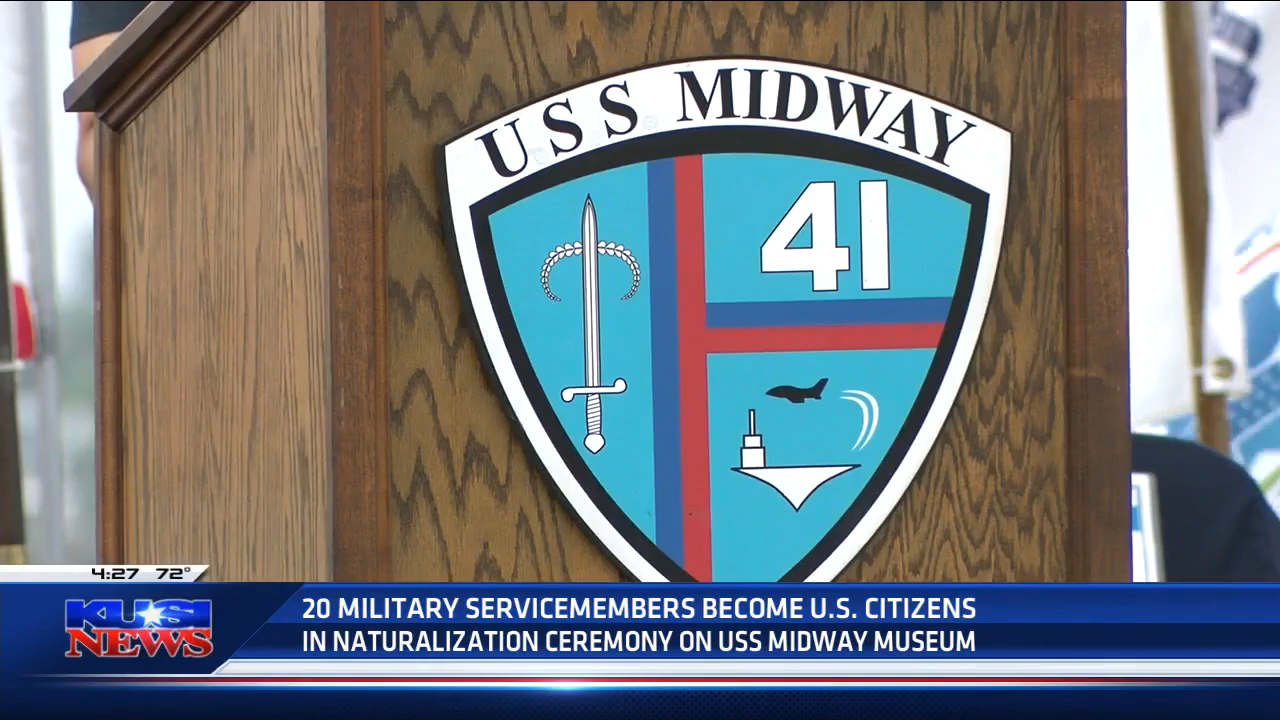 USS MIDWAY
41
4:27 72°
KUSI
NEWS
20 MILITARY SERVICEMEMBERS BECOME U.S. CITIZENS
IN NATURALIZATION CEREMONY ON USS MIDWAY MUSEUM